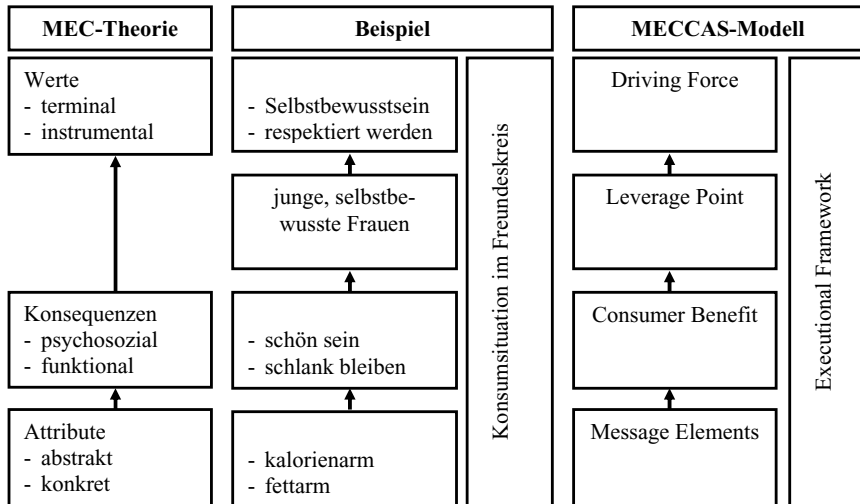 MEC-Theorie
Beispiel
MECCAS-Modell
Werte
- terminal
- instrumental
Konsequenzen
- psychosozial
- funktional
Attribute
- abstrakt
- konkret
- Selbstbewusstsein
- respektiert werden
junge, selbstbe-
wusste Frauen
- schön sein
- schlank bleiben
- kalorienarm
- fettarm
Konsumsituation im Freundeskreis
Driving Force
Leverage Point
Consumer Benefit
Message Elements
Executional Framework